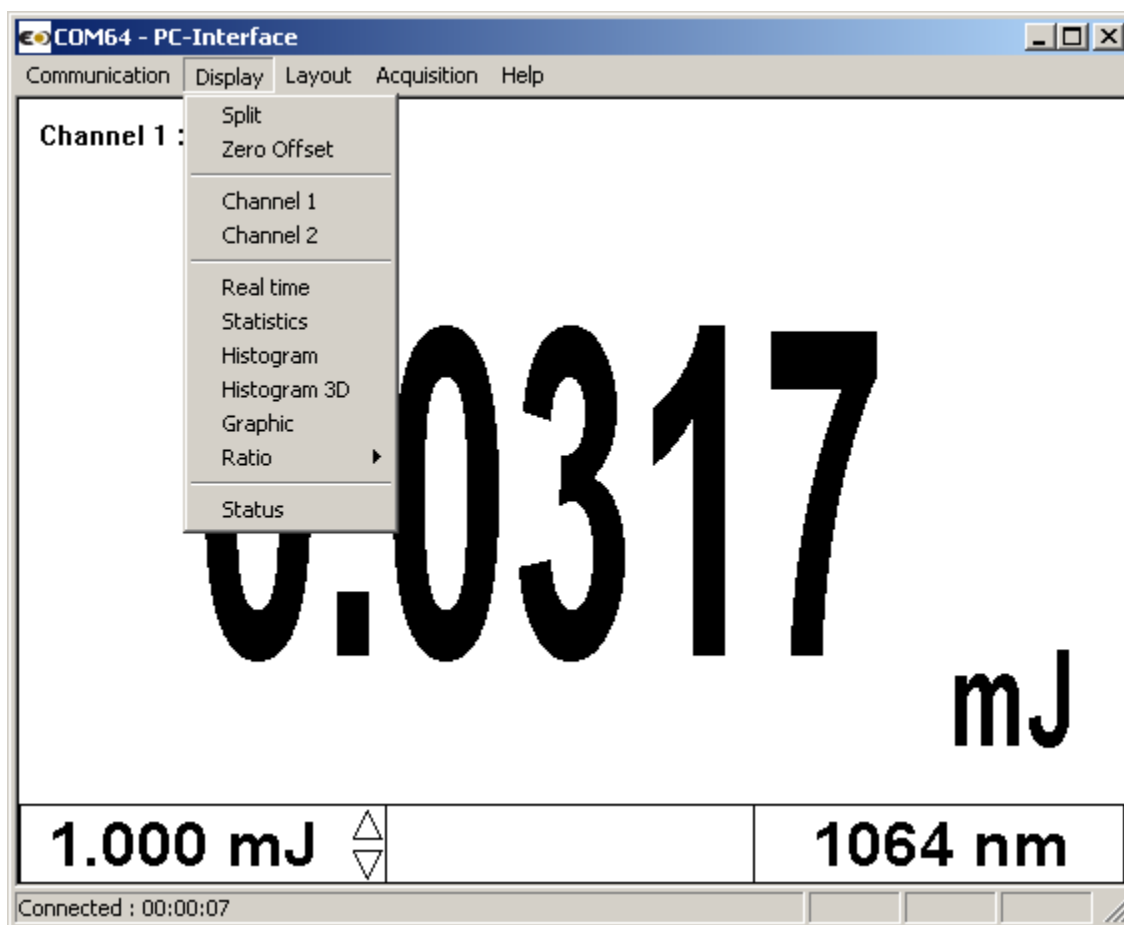 COM64 - PC-Interface
Communication Display Layout Acquisition Help
Channel 1 :
Split
Zero Offset
Channel 1
Channel 2
Real time
Statistics
Histogram
Histogram 3D
Graphic
Ratio
Status
0.0317
mJ
1.000 mJ
1064 nm
Connected : 00:00:07